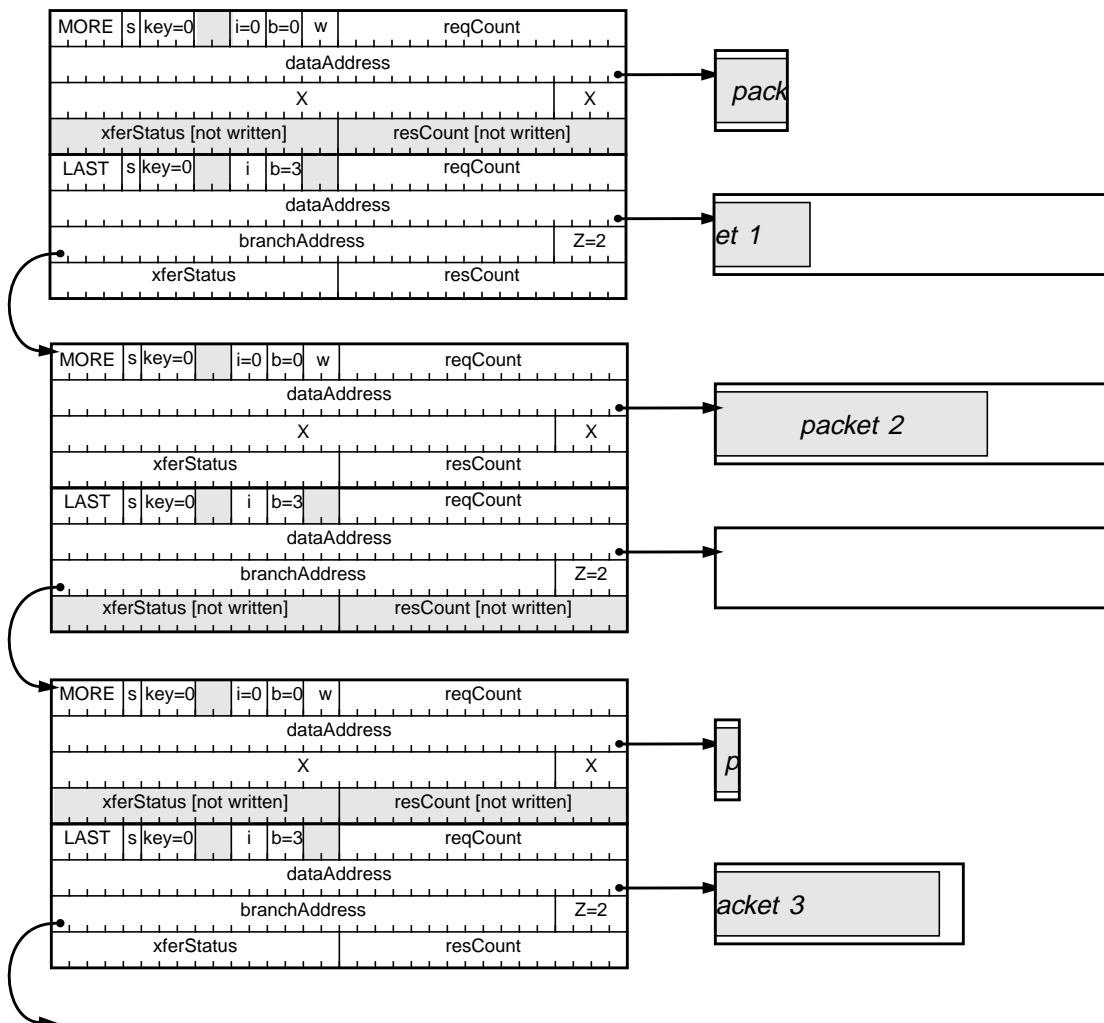 MORE s key=0 i=0 b=0 w reqCount
dataAddress
pack
X X
xferStatus [not written] resCount [not written]
LAST s key=0 i b=3 reqCount
dataAddress
et 1
branchAddress Z=2
xferStatus resCount
MORE s key=0 i=0 b=0 w reqCount
dataAddress
packet 2
X X
xferStatus resCount
LAST s key=0 i b=3 reqCount
dataAddress
branchAddress Z=2
xferStatus [not written] resCount [not written]
MORE s key=0 i=0 b=0 w reqCount
dataAddress
p
X X
xferStatus [not written] resCount [not written]
LAST s key=0 i b=3 reqCount
dataAddress
acket 3
branchAddress Z=2
xferStatus resCount